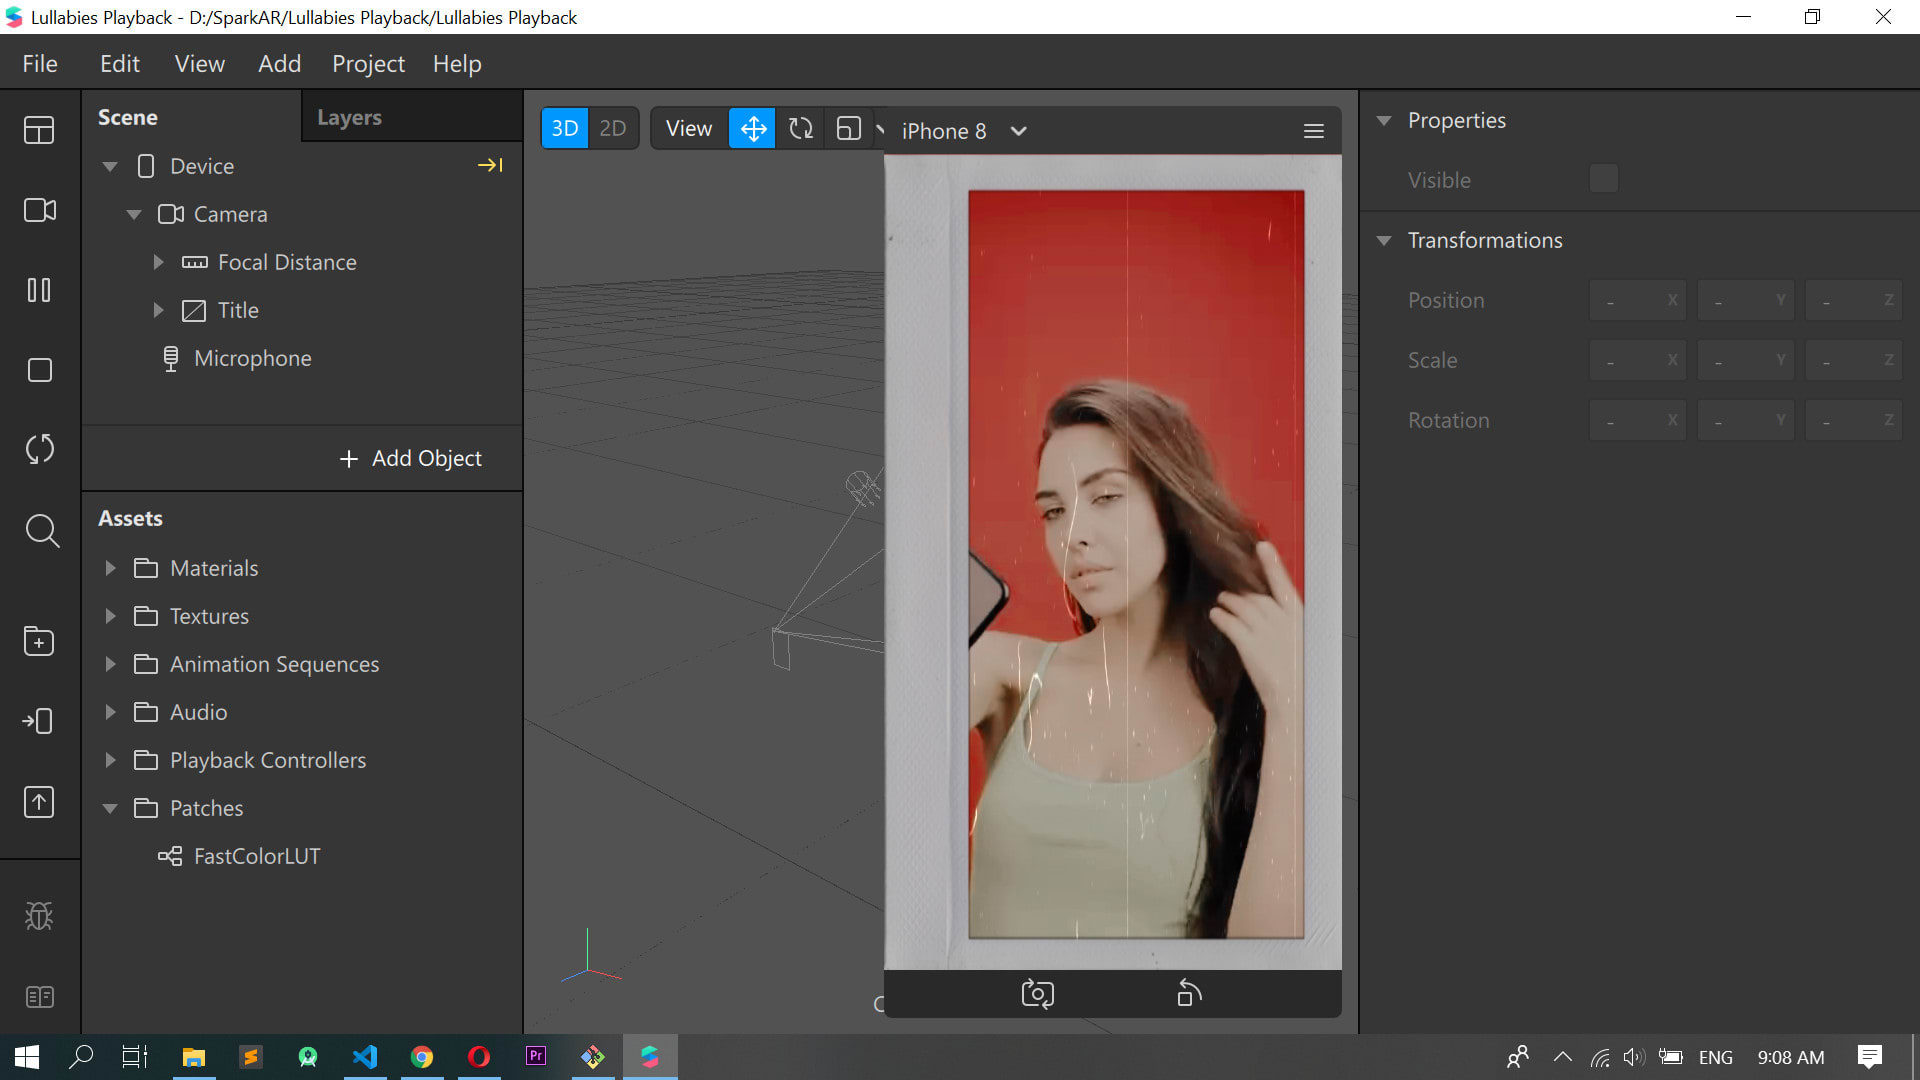 Lullabies Playback - D:/SparkAR/Lullabies Playback/Lullabies Playback
File Edit View Add Project Help
Scene
Layers
Device
Camera
Focal Distance
Title
Microphone
+ Add Object
Assets
Materials
Textures
Animation Sequences
Audio
Playback Controllers
Patches
FastColorLUT
3D 2D View
iPhone 8
Properties
Visible
Transformations
Position - X - Y - Z
Scale - X - Y - Z
Rotation - X - Y - Z
Pr
ENG 9:08 AM